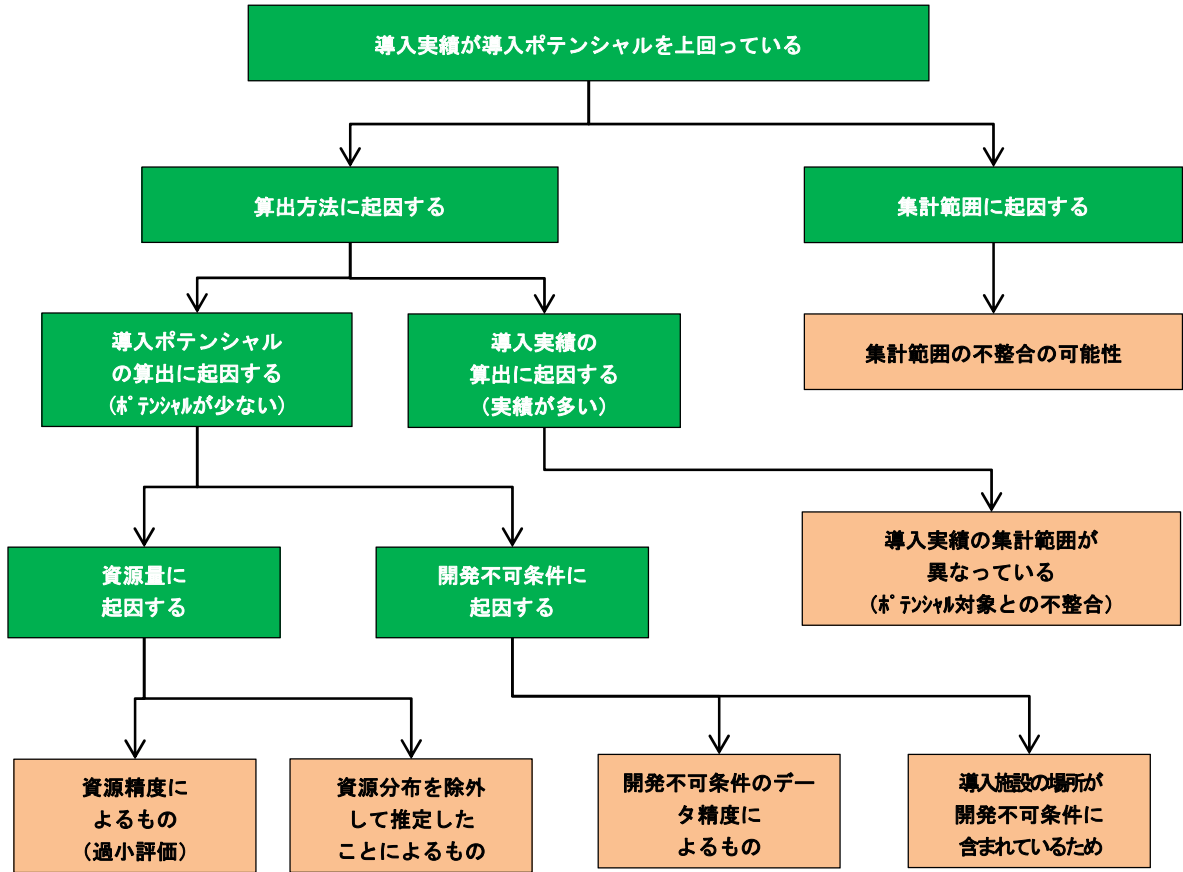 導入実績が導入ポテンシャルを上回っている
算出方法に起因する
集計範囲に起因する
導入ポテンシャル
の算出に起因する
(ﾎﾟﾃﾝｼｬﾙが少ない)
導入実績の
算出に起因する
(実績が多い)
集計範囲の不整合の可能性
資源量に
起因する
開発不可条件に
起因する
導入実績の集計範囲が
異なっている
(ﾎﾟﾃﾝｼｬﾙ対象との不整合)
資源精度に
よるもの
(過小評価)
資源分布を除外
して推定した
ことによるもの
開発不可条件のデー
タ精度に
よるもの
導入施設の場所が
開発不可条件に
含まれているため